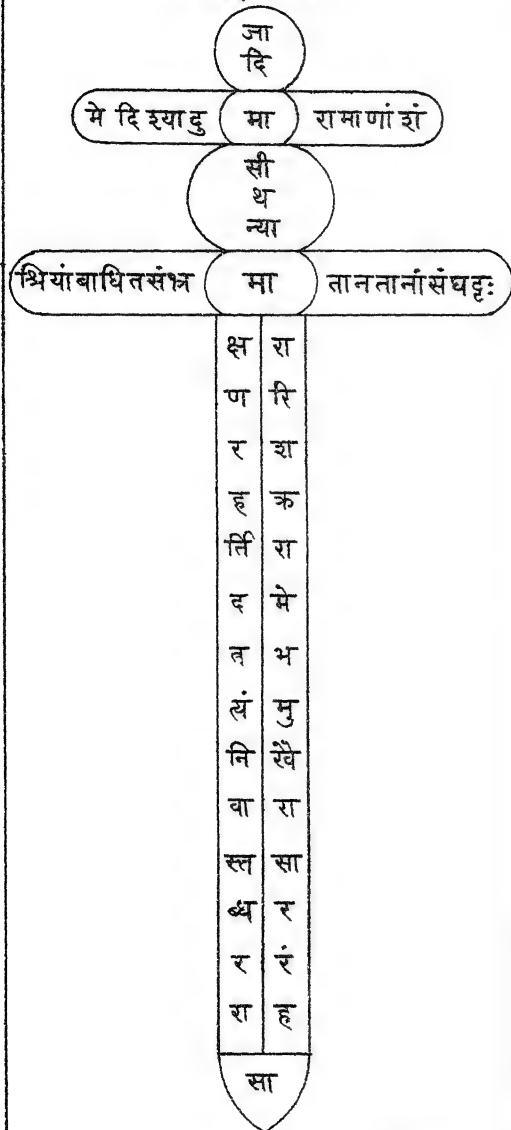 जा
दि
मे दिश्यादु मा रामाणांशं
सी
थ
न्या
श्रियांबाधितसंभ्र मा तानतानांसंघट्टः
क्ष रा
ण रि
र श
ह क्र
र्ति रा
द मे
त्र भ
त्यं मु
नि खै
वा रा
स्त सा
ब्ध र
र रं
रा ह
सा